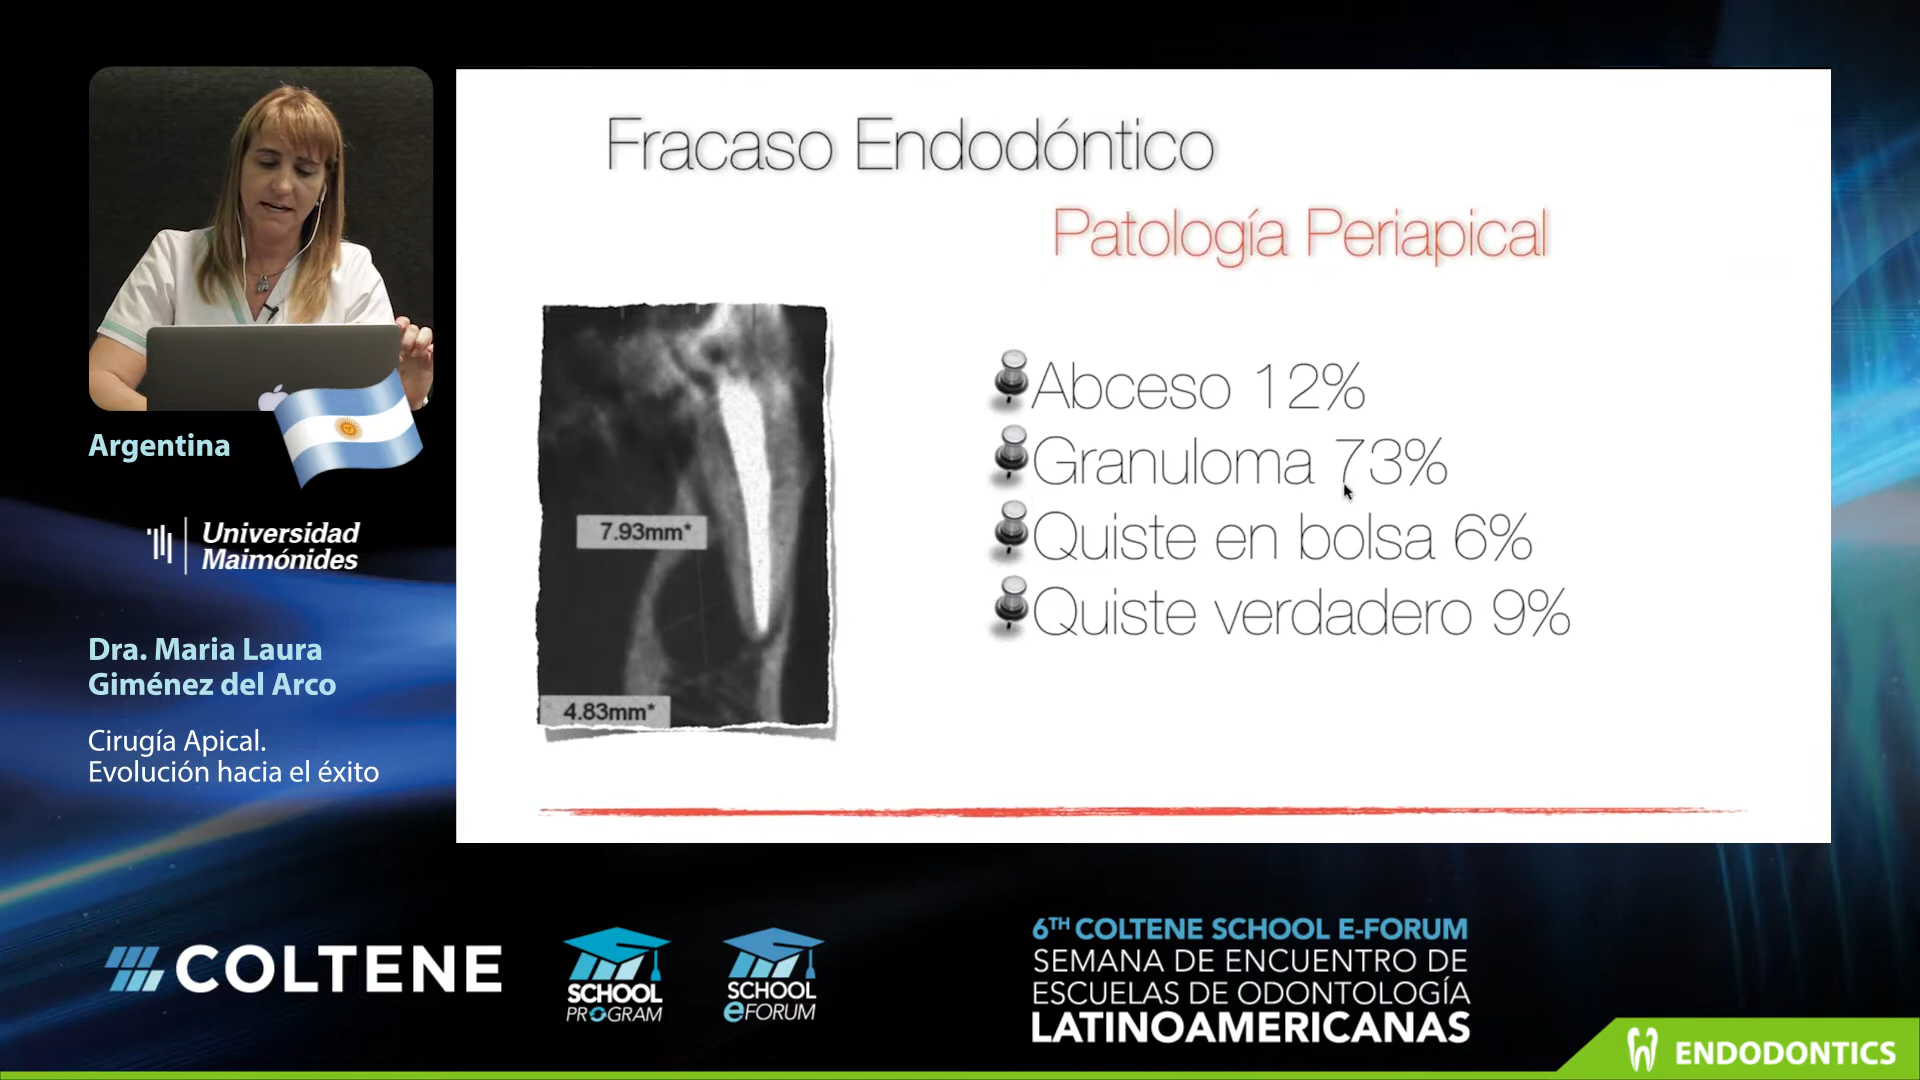 Fracaso Endodóntico
Patología Periapical
Abceso 12%
Granuloma 73%
Quiste en bolsa 6%
Quiste verdadero 9%
7.93mm*
4.83mm*
Argentina
Universidad
Maimónides
Dra. Maria Laura
Giménez del Arco
Cirugía Apical.
Evolución hacia el éxito
COLTENE
SCHOOL
PROGRAM
SCHOOL
eFORUM
6TH COLTENE SCHOOL E-FORUM
SEMANA DE ENCUENTRO DE
ESCUELAS DE ODONTOLOGÍA
LATINOAMERICANAS
ENDODONTICS